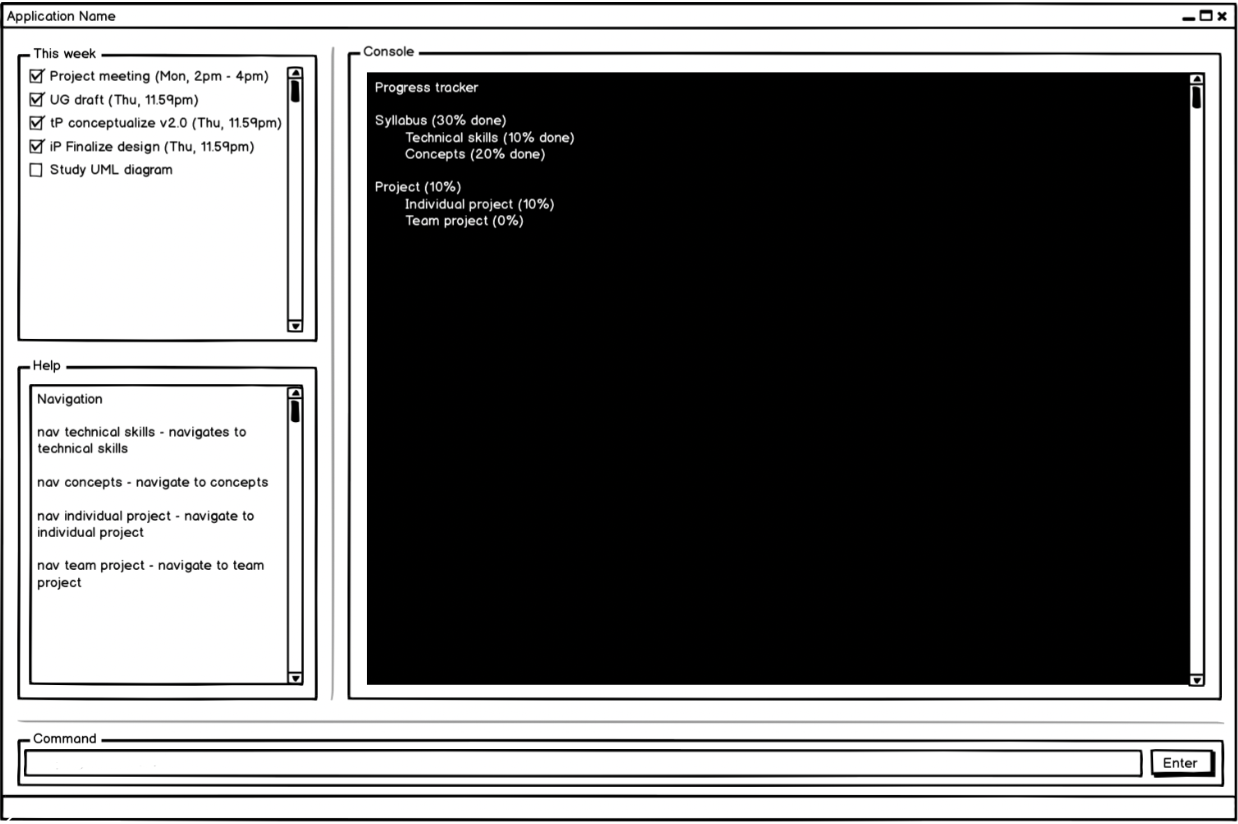 Application Name
This week
Project meeting (Mon, 2pm - 4pm)
UG draft (Thu, 11.59pm)
tP conceptualize v2.0 (Thu, 11.59pm)
iP Finalize design (Thu, 11.59pm)
Study UML diagram
Help
Navigation
nav technical skills - navigates to
technical skills
nav concepts - navigate to concepts
nav individual project - navigate to
individual project
nav team project - navigate to team
project
Console
Progress tracker
Syllabus (30% done)
Technical skills (10% done)
Concepts (20% done)
Project (10%)
Individual project (10%)
Team project (0%)
Command
Enter